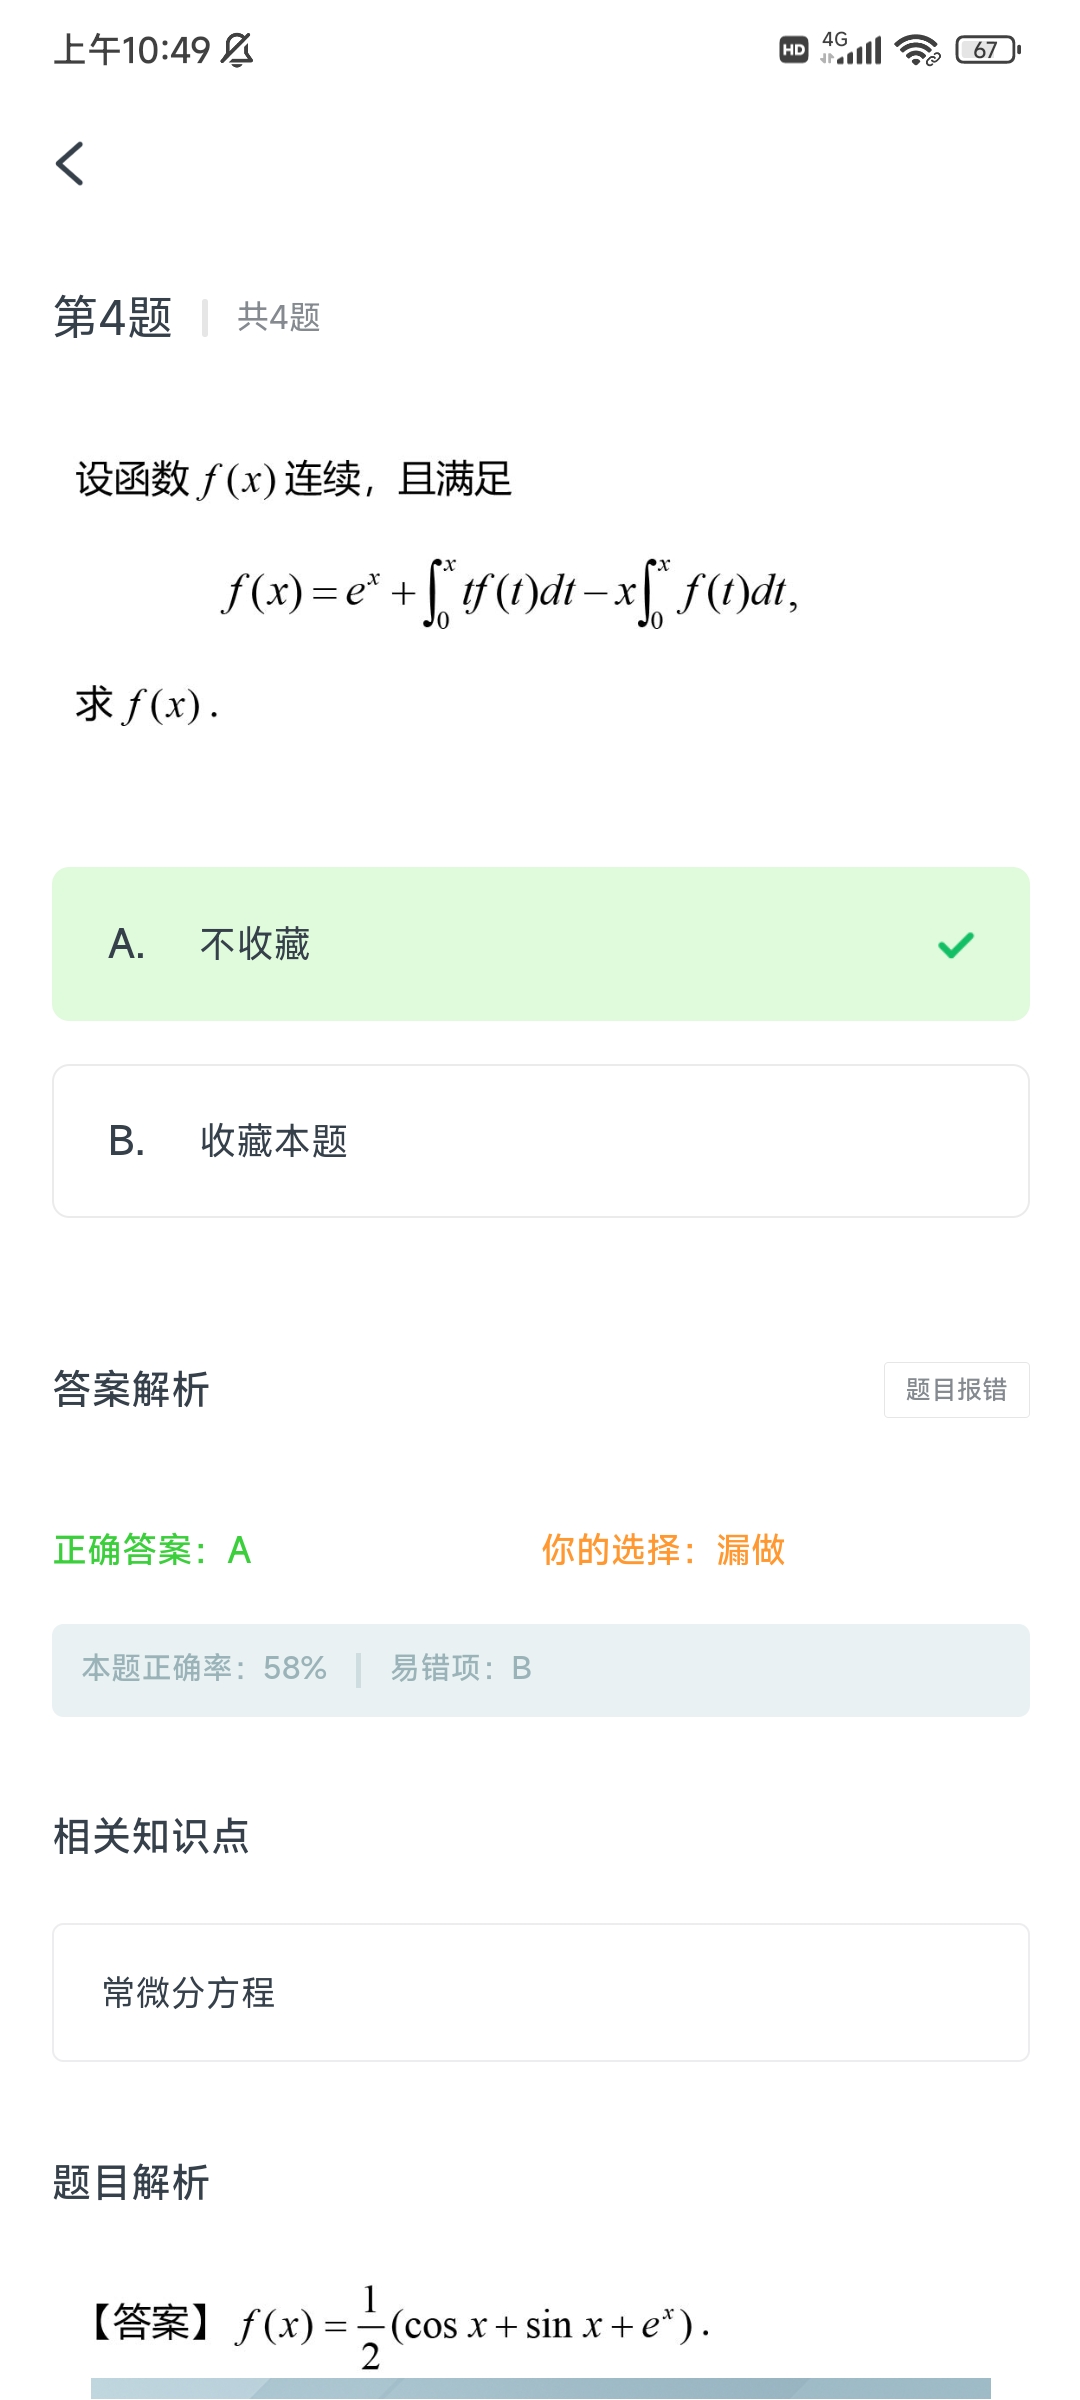 上午10:49
HD 4G 67
第4题 共4题
设函数 f(x) 连续，且满足
f(x) = e^x + ∫_0^x tf(t)dt − x∫_0^x f(t)dt,
求 f(x) .
A. 不收藏
B. 收藏本题
答案解析 题目报错
正确答案：A 你的选择：漏做
本题正确率：58% 易错项：B
相关知识点
常微分方程
题目解析
【答案】 f(x) = 1/2 (cos x + sin x + e^x) .